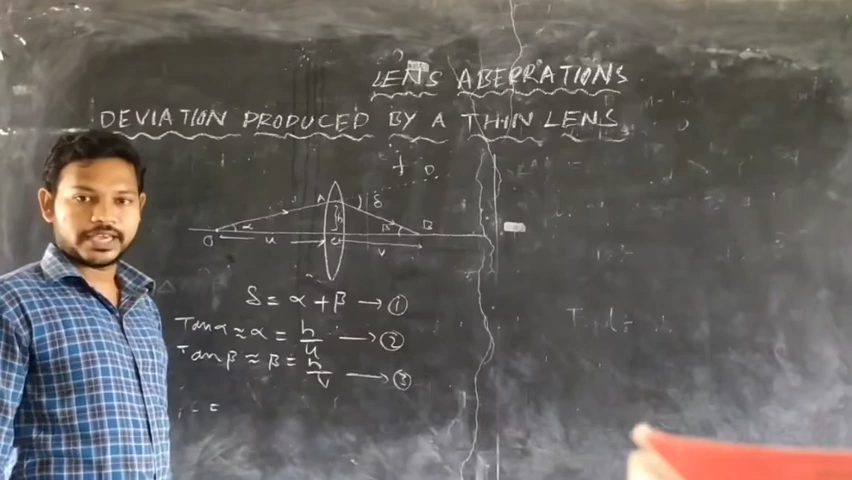 LENS ABERRATIONS
DEVIATION PRODUCED BY A THIN LENS
D
A δ
α h β B
O u C v
δ = α + β → ①
Tanα ≈ α = h/u → ②
Tanβ ≈ β = h/v → ③